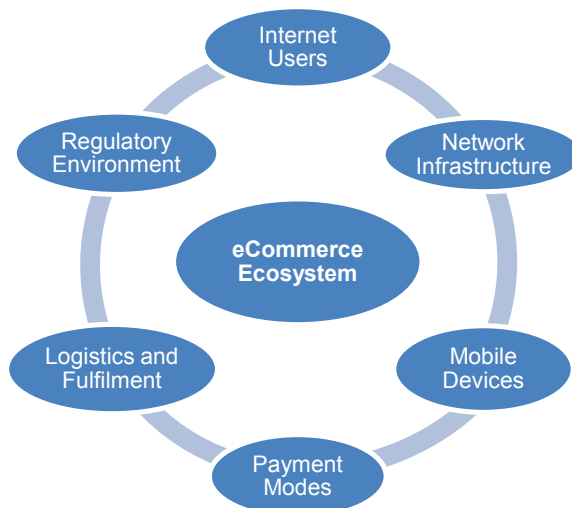 Internet
Users
Network
Infrastructure
Mobile
Devices
Payment
Modes
Logistics and
Fulfilment
Regulatory
Environment
eCommerce
Ecosystem